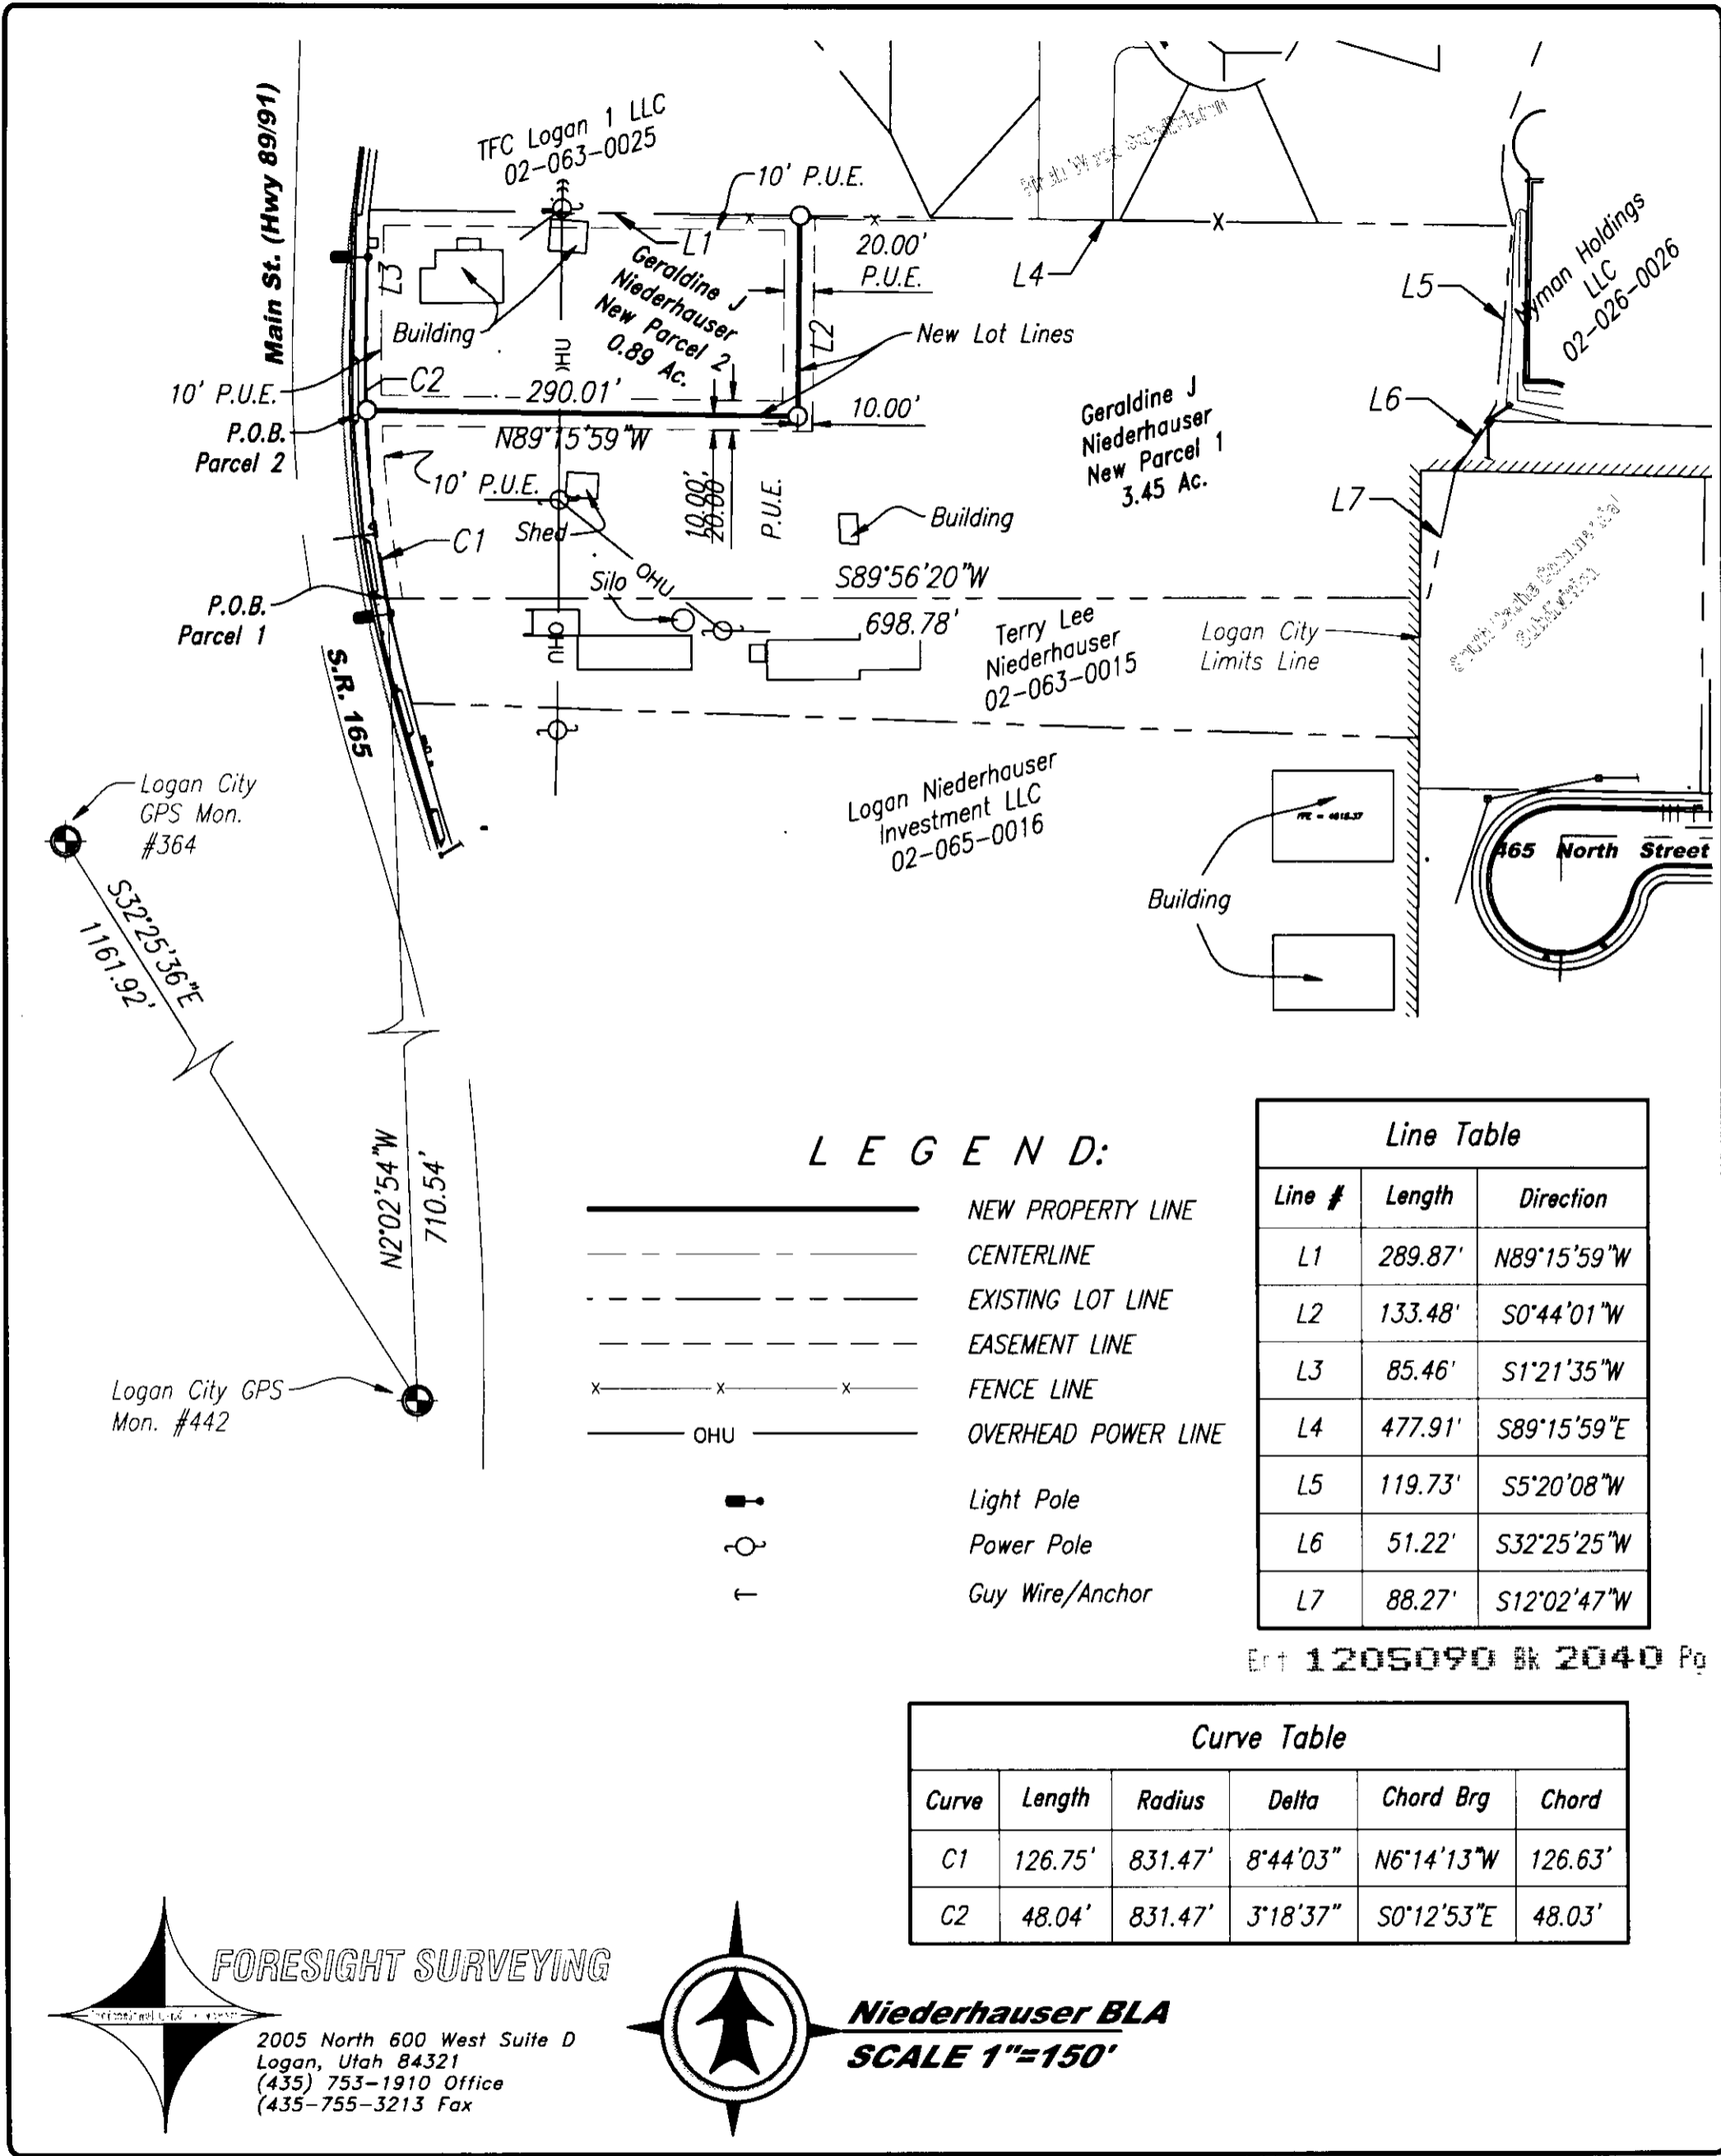 Main St. (Hwy 89/91)
TFC Logan 1 LLC
02-063-0025
10' P.U.E.
L1
L3
20.00'
P.U.E.
L4
L5
Nyman Holdings
LLC
02-026-0026
Geraldine J
Niederhauser
New Parcel 2
0.89 Ac.
L2
Building
New Lot Lines
OHU
C2
10' P.U.E.
290.01'
10.00'
L6
P.O.B.
Parcel 2
N89°15'59"W
Geraldine J
Niederhauser
New Parcel 1
3.45 Ac.
10' P.U.E.
10.00'
20.00'
P.U.E.
L7
C1
Shed
Building
Silo
OHU
S89°56'20"W
698.78'
P.O.B.
Parcel 1
OHU
Terry Lee
Niederhauser
02-063-0015
Logan City
Limits Line
South Cache Commercial
Subdivision
S.R. 165
Logan City
GPS Mon.
#364
Logan Niederhauser
Investment LLC
02-065-0016
FFE = 4615.37
465 North Street
Building
S32°25'36"E
1161.92'
N2°02'54"W
710.54'
Logan City GPS
Mon. #442
LEGEND:
NEW PROPERTY LINE
CENTERLINE
EXISTING LOT LINE
EASEMENT LINE
FENCE LINE
OHU OVERHEAD POWER LINE
Light Pole
Power Pole
Guy Wire/Anchor
Line Table
Line # Length Direction
L1 289.87' N89°15'59"W
L2 133.48' S0°44'01"W
L3 85.46' S1°21'35"W
L4 477.91' S89°15'59"E
L5 119.73' S5°20'08"W
L6 51.22' S32°25'25"W
L7 88.27' S12°02'47"W
Ent 1205090 Bk 2040 Pg
Curve Table
Curve Length Radius Delta Chord Brg Chord
C1 126.75' 831.47' 8°44'03" N6°14'13"W 126.63'
C2 48.04' 831.47' 3°18'37" S0°12'53"E 48.03'
FORESIGHT SURVEYING
2005 North 600 West Suite D
Logan, Utah 84321
(435) 753-1910 Office
(435-755-3213 Fax
Niederhauser BLA
SCALE 1"=150'